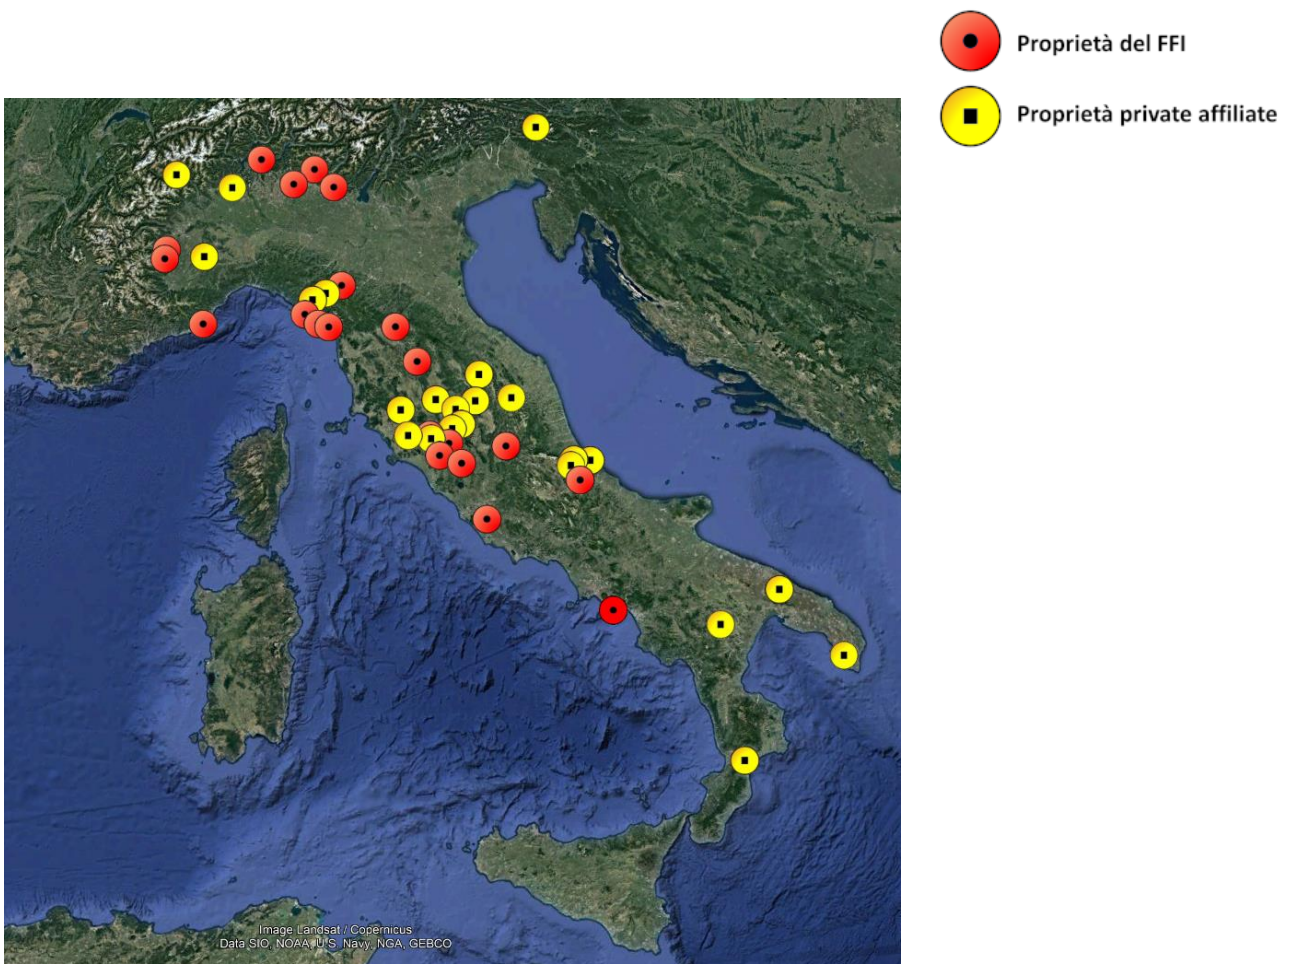 Proprietà del FFI
Proprietà private affiliate
Image Landsat / Copernicus
Data SIO, NOAA, U.S. Navy, NGA, GEBCO